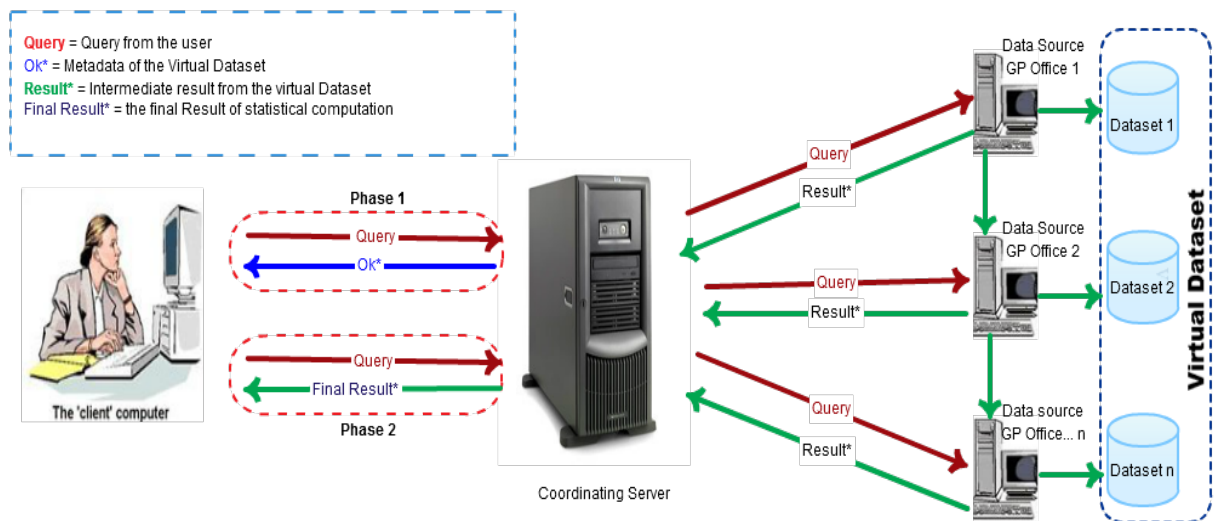 Query = Query from the user
Ok* = Metadata of the Virtual Dataset
Result* = Intermediate result from the virtual Dataset
Final Result* = the final Result of statistical computation
Phase 1
Query
Ok*
Query
Final Result*
Phase 2
The 'client' computer
Coordinating Server
Query
Result*
Query
Result*
Query
Result*
Data Source
GP Office 1
Dataset 1
Data Source
GP Office 2
Dataset 2
Data source
GP Office... n
Dataset n
Virtual Dataset